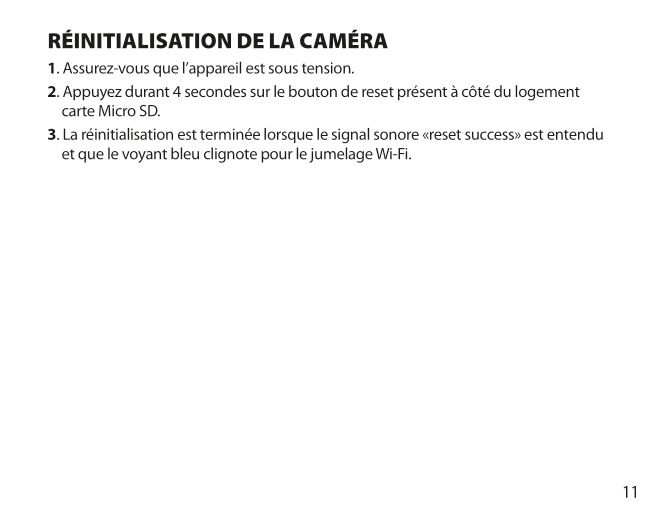 RÉINITIALISATION DE LA CAMÉRA
1. Assurez-vous que l’appareil est sous tension.
2. Appuyez durant 4 secondes sur le bouton de reset présent à côté du logement
carte Micro SD.
3. La réinitialisation est terminée lorsque le signal sonore «reset success» est entendu
et que le voyant bleu clignote pour le jumelage Wi-Fi.
11